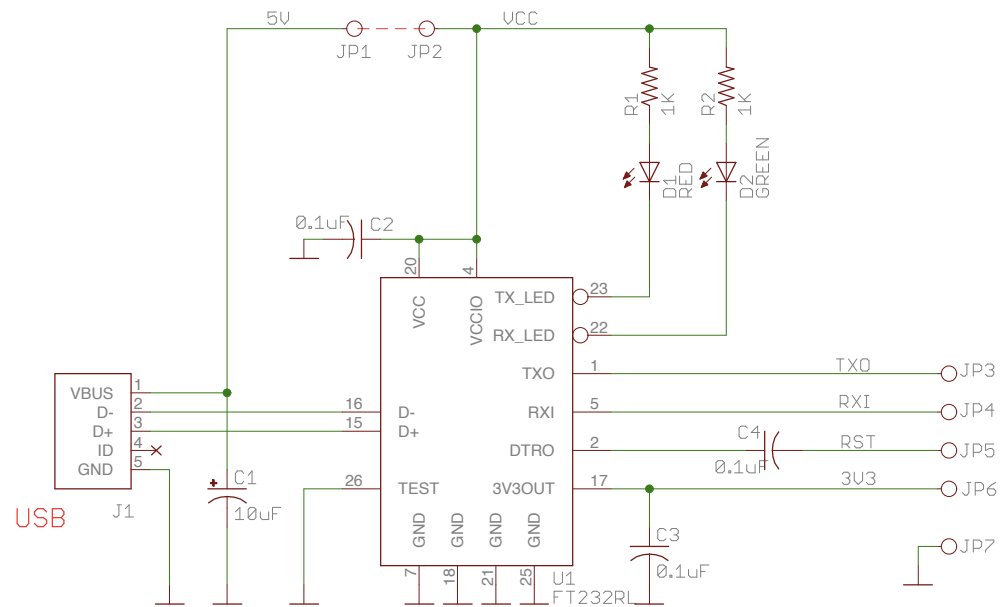 5V
VCC
JP1
JP2
R1
1K
R2
1K
D1
RED
D2
GREEN
0.1uF
C2
20
4
VCC
VCCIO
TX_LED
23
RX_LED
22
TXO
1
TXO
JP3
VBUS
1
D-
2
16
D-
RXI
5
RXI
JP4
D+
3
15
D+
ID
4
DTRO
2
C4
0.1uF
RST
JP5
GND
5
C1
10uF
26
TEST
3V3OUT
17
3V3
JP6
USB
J1
GND
GND
GND
GND
7
18
21
25
C3
0.1uF
JP7
U1
FT232RL